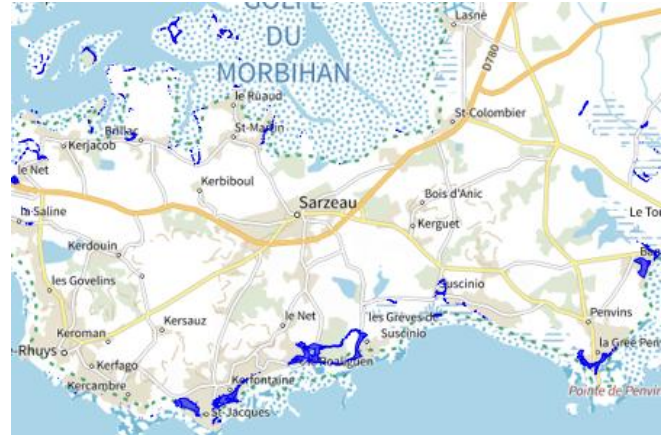 GOLFE
DU
MORBIHAN
Lasné
D780
le Ruaud
St-Colombier
Brillac
St-Martin
Kerjacob
le Net
Kerbiboul
Bois d'Anic
Sarzeau
Kerguet
la Saline
Le Tou
Kerdouin
les Govelins
Suscinio
Penvins
Kersauz
le Net
les Grèves de
Suscinio
Keroman
la Grée Penv
-Rhuys
Kerfago
Kerfontaine
Kercambre
Pointe de Penvin
St-Jacques